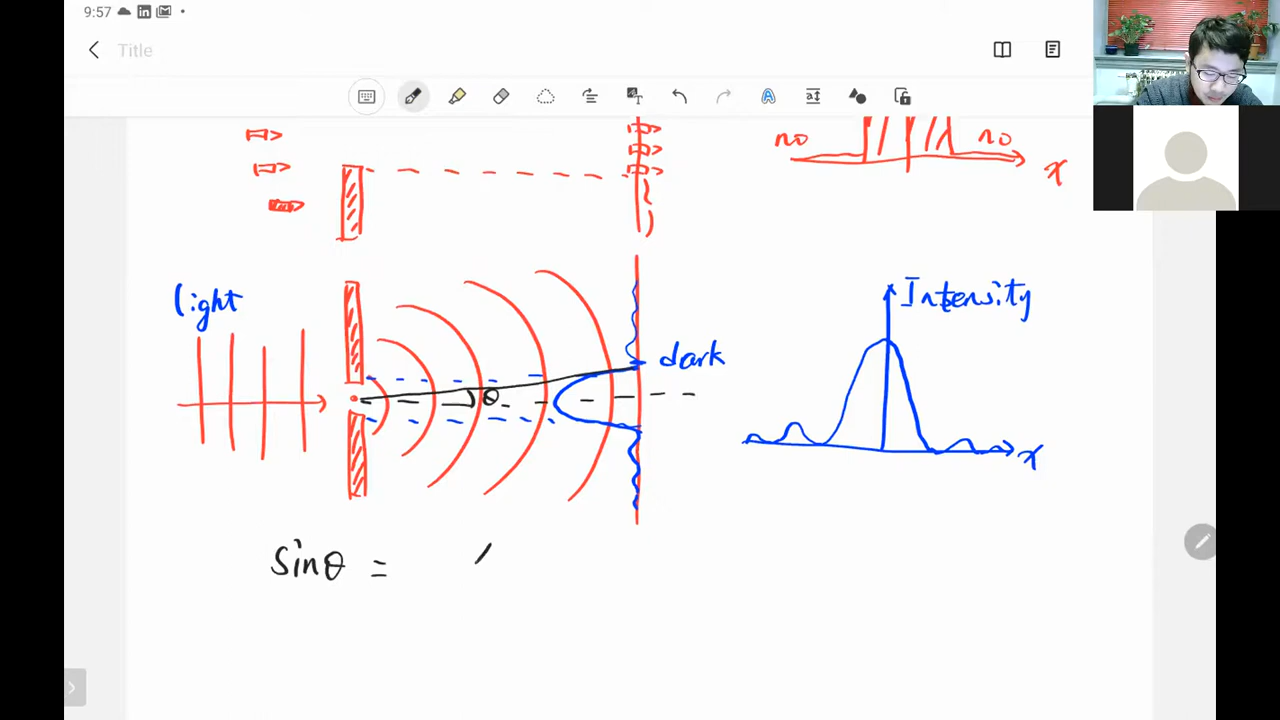 9:57
Title
no
no
x
light
Intensity
dark
θ
x
sinθ =